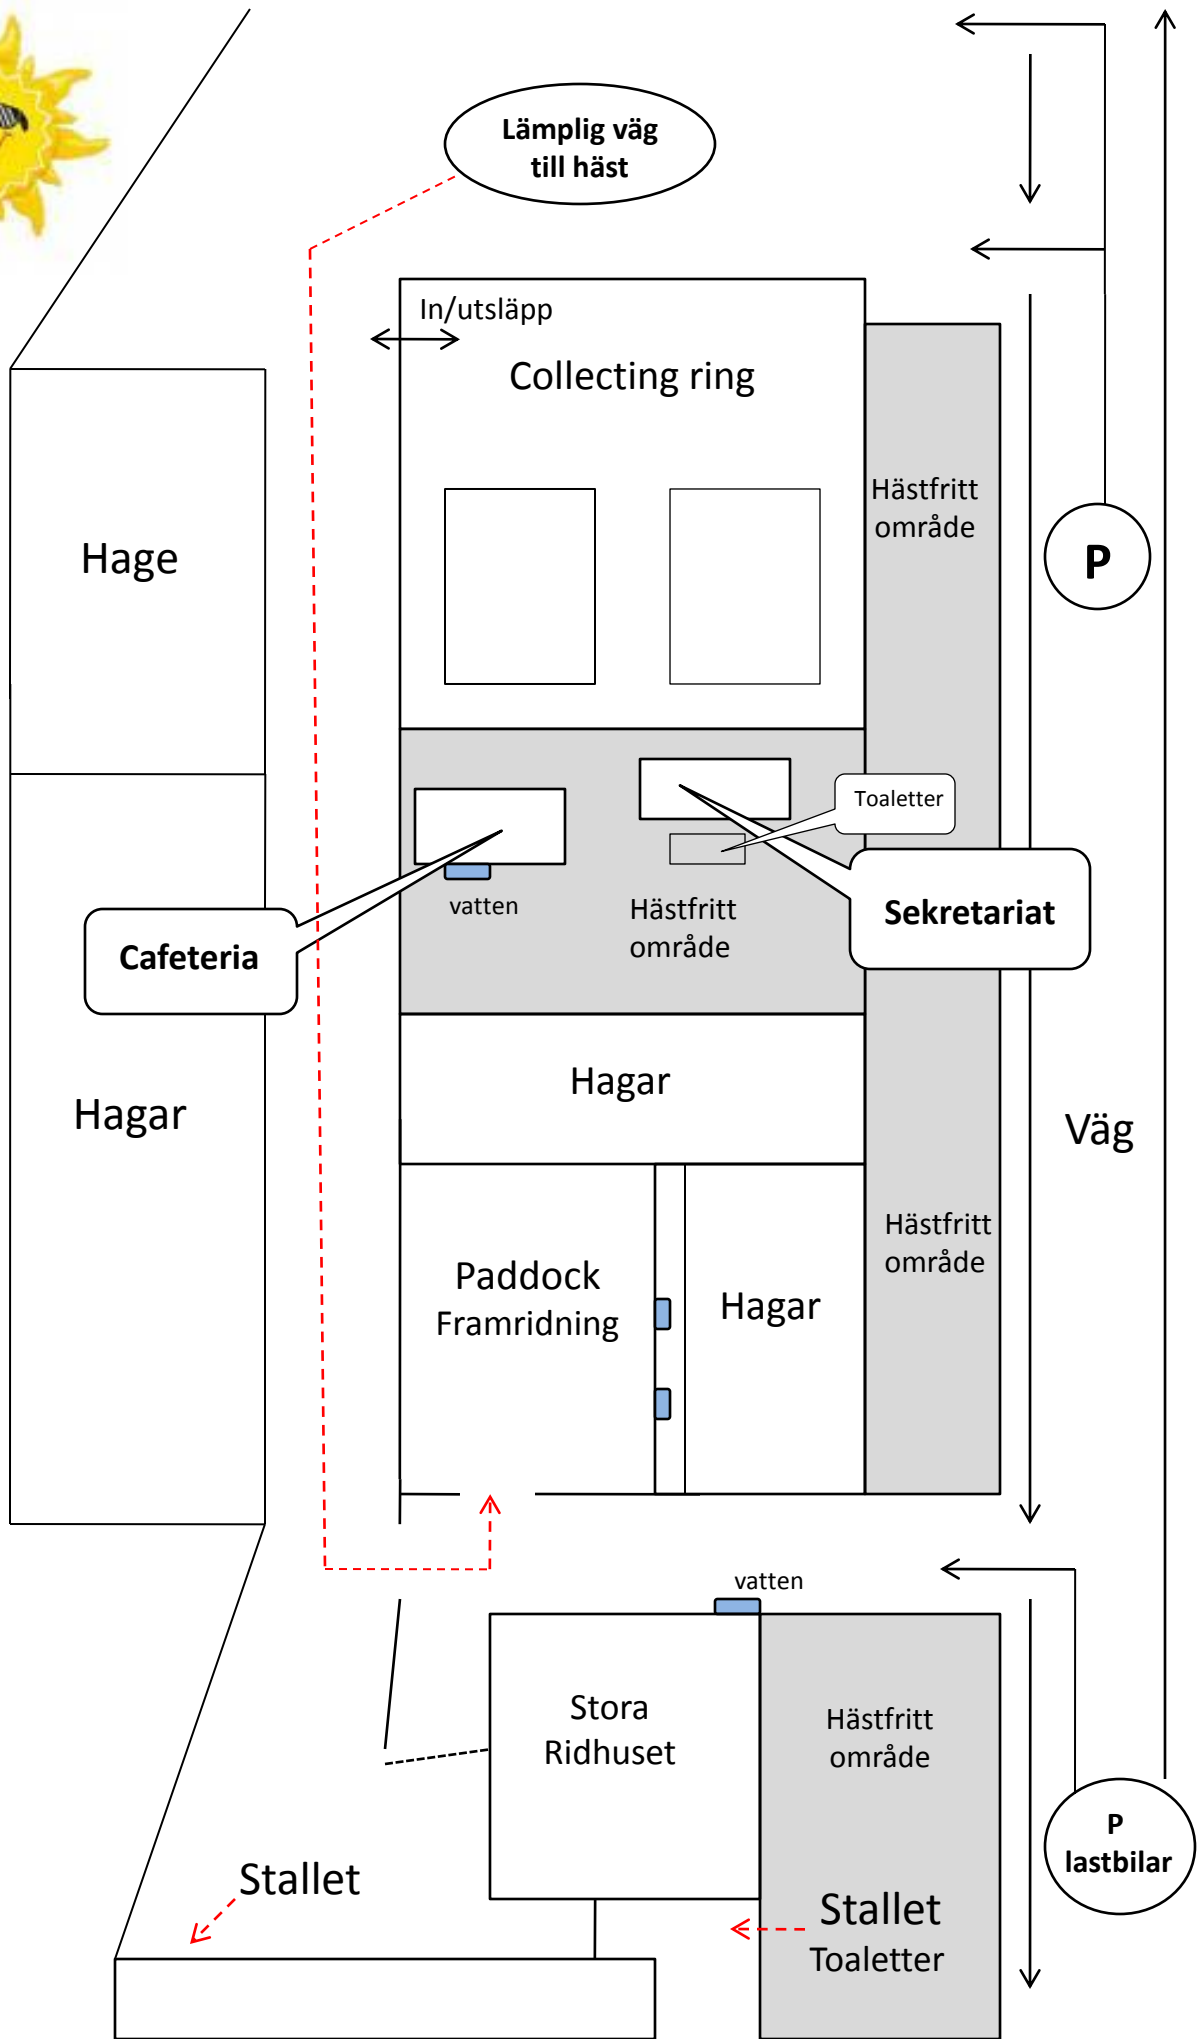 Lämplig väg
till häst
In/utsläpp
Collecting ring
Hästfritt
område
Hage
P
Toaletter
vatten
Hästfritt
område
Sekretariat
Cafeteria
Hagar
Hagar
Väg
Hästfritt
område
Paddock
Framridning
Hagar
vatten
Stora
Ridhuset
Hästfritt
område
P
lastbilar
Stallet
Stallet
Toaletter